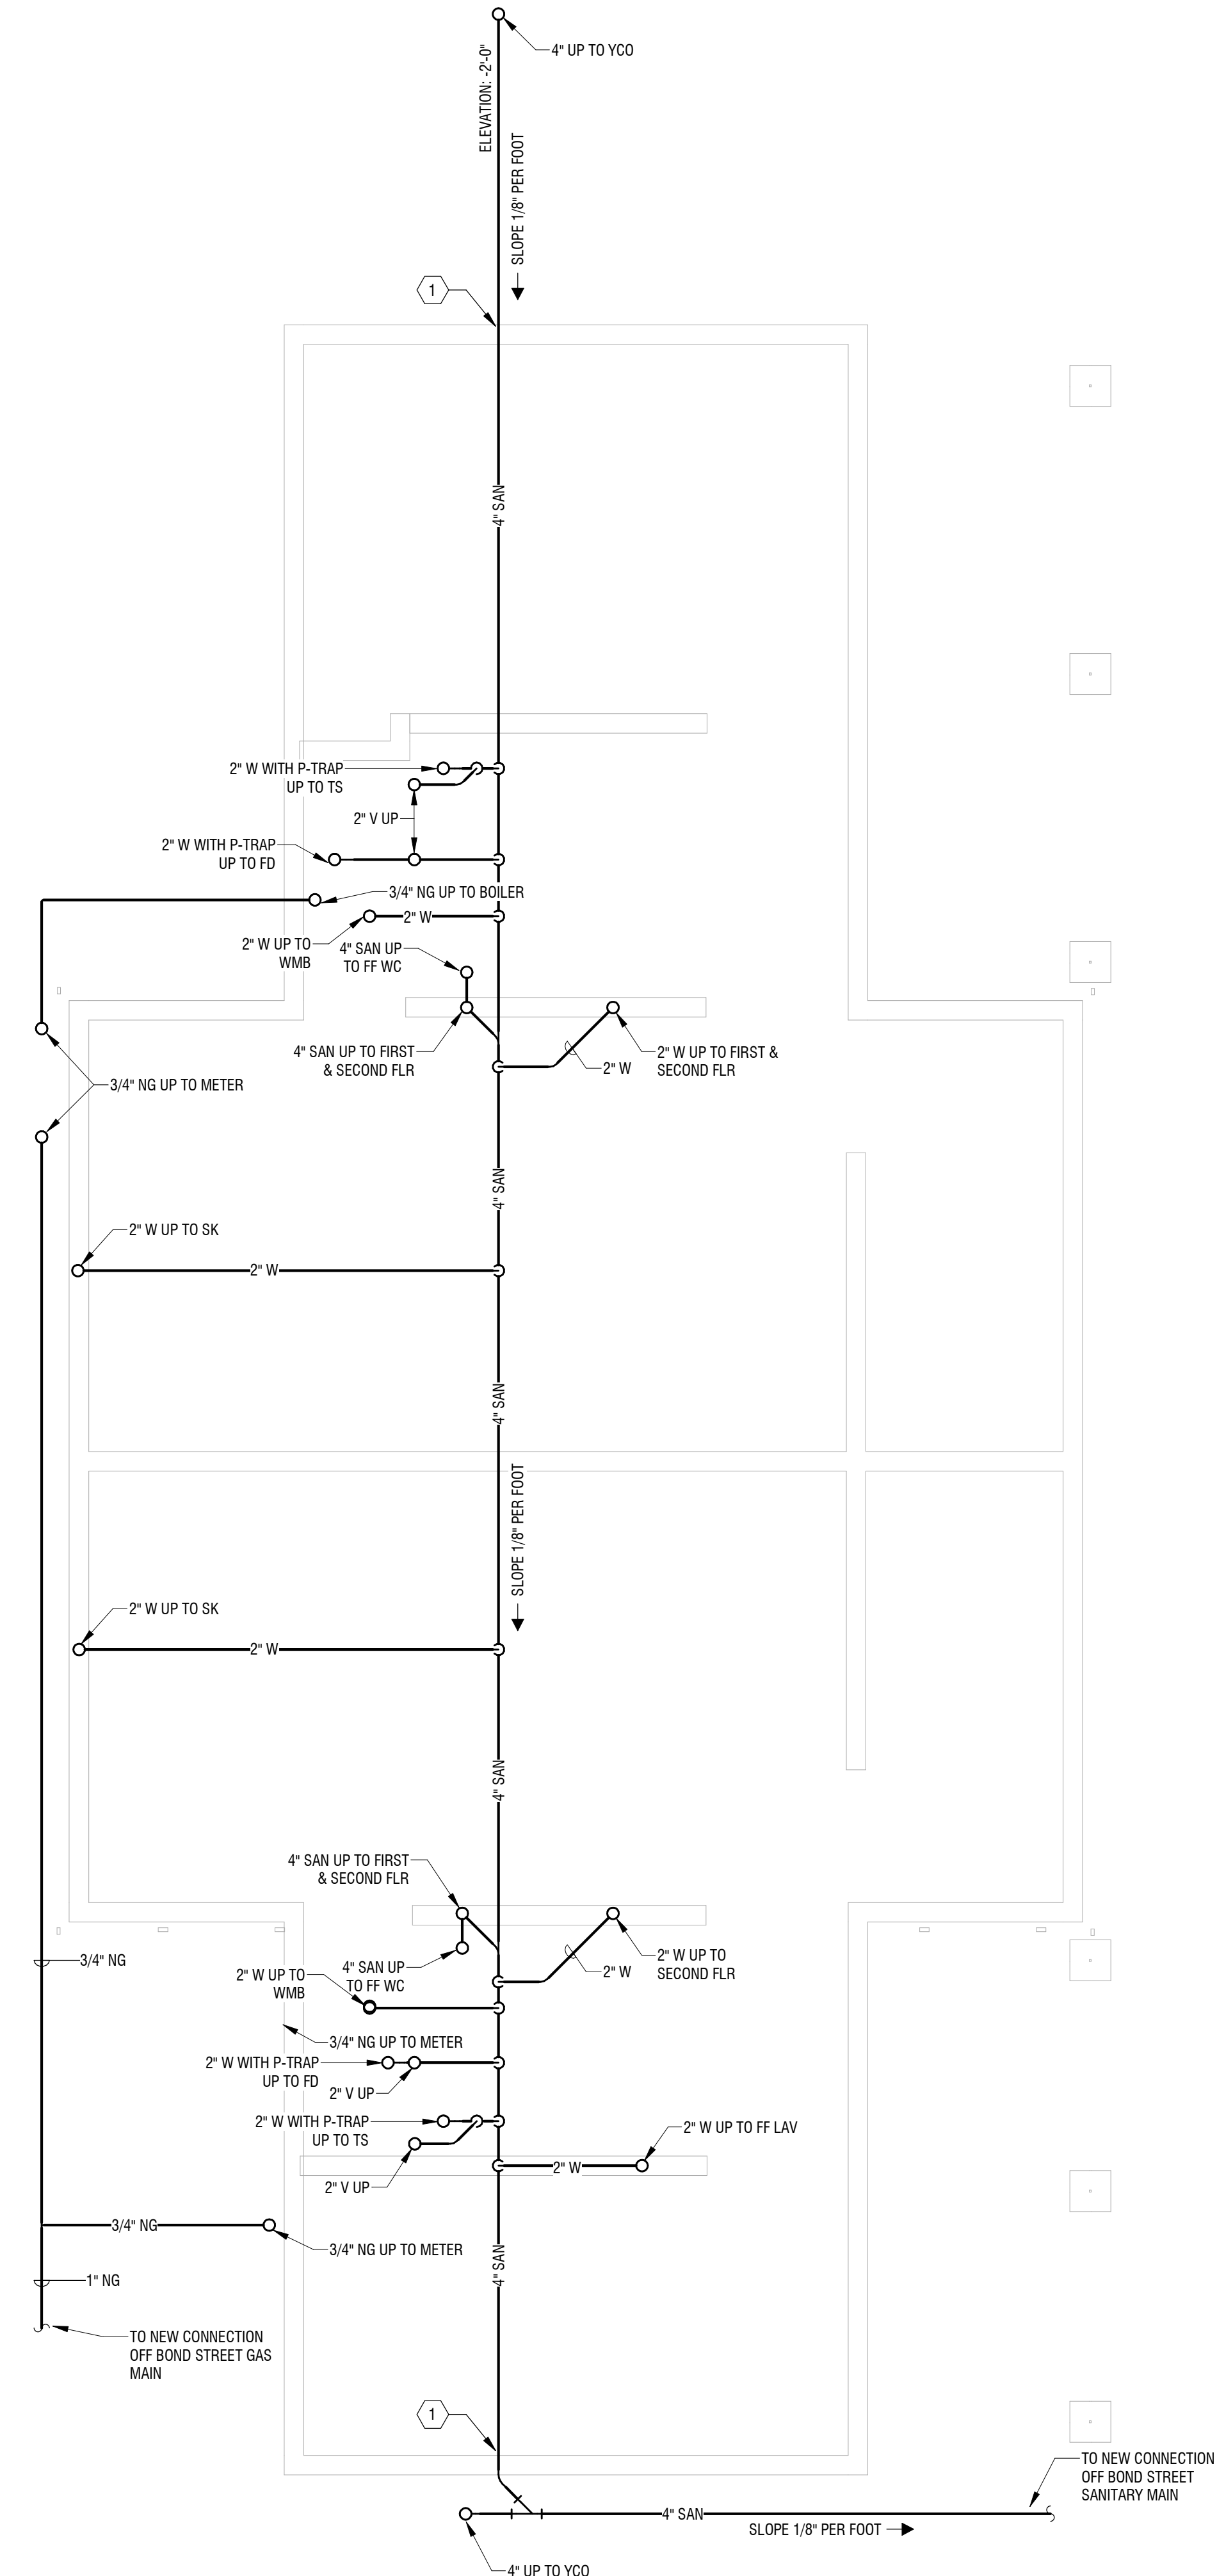 4" UP TO YCO
ELEVATION: -2'-0"
SLOPE 1/8" PER FOOT
1
4" SAN
2" W WITH P-TRAP
UP TO TS
2" V UP
2" W WITH P-TRAP
UP TO FD
3/4" NG UP TO BOILER
2" W
2" W UP TO
WMB
4" SAN UP
TO FF WC
4" SAN UP TO FIRST
& SECOND FLR
2" W
2" W UP TO FIRST &
SECOND FLR
3/4" NG UP TO METER
4" SAN
2" W UP TO SK
2" W
4" SAN
SLOPE 1/8" PER FOOT
2" W UP TO SK
2" W
4" SAN
4" SAN UP TO FIRST
& SECOND FLR
3/4" NG
4" SAN UP
TO FF WC
2" W
2" W UP TO
SECOND FLR
2" W UP TO
WMB
3/4" NG UP TO METER
2" W WITH P-TRAP
UP TO FD
2" V UP
2" W WITH P-TRAP
UP TO TS
2" W UP TO FF LAV
2" W
2" V UP
3/4" NG
3/4" NG UP TO METER
4" SAN
1" NG
TO NEW CONNECTION
OFF BOND STREET GAS
MAIN
1
TO NEW CONNECTION
OFF BOND STREET
SANITARY MAIN
4" SAN
SLOPE 1/8" PER FOOT
4" UP TO YCO